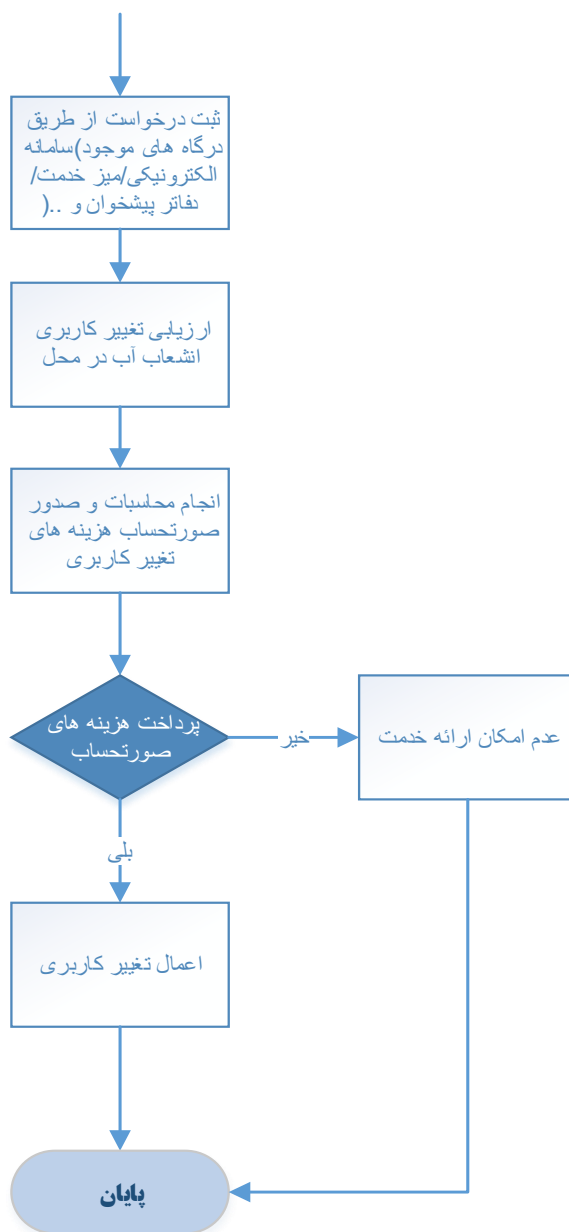 ثبت درخواست از طریق
درگاه های موجود)سامانه
الکترونیکی/میز خدمت/
دفاتر پیشخوان و ..(
ارزیابی تغییر کاربری
انشعاب آب در محل
انجام محاسبات و صدور
صورتحساب هزینه های
تغییر کاربری
پرداخت هزینه های
صورتحساب
خیر
عدم امکان ارائه خدمت
بلی
اعمال تغییر کاربری
پایان